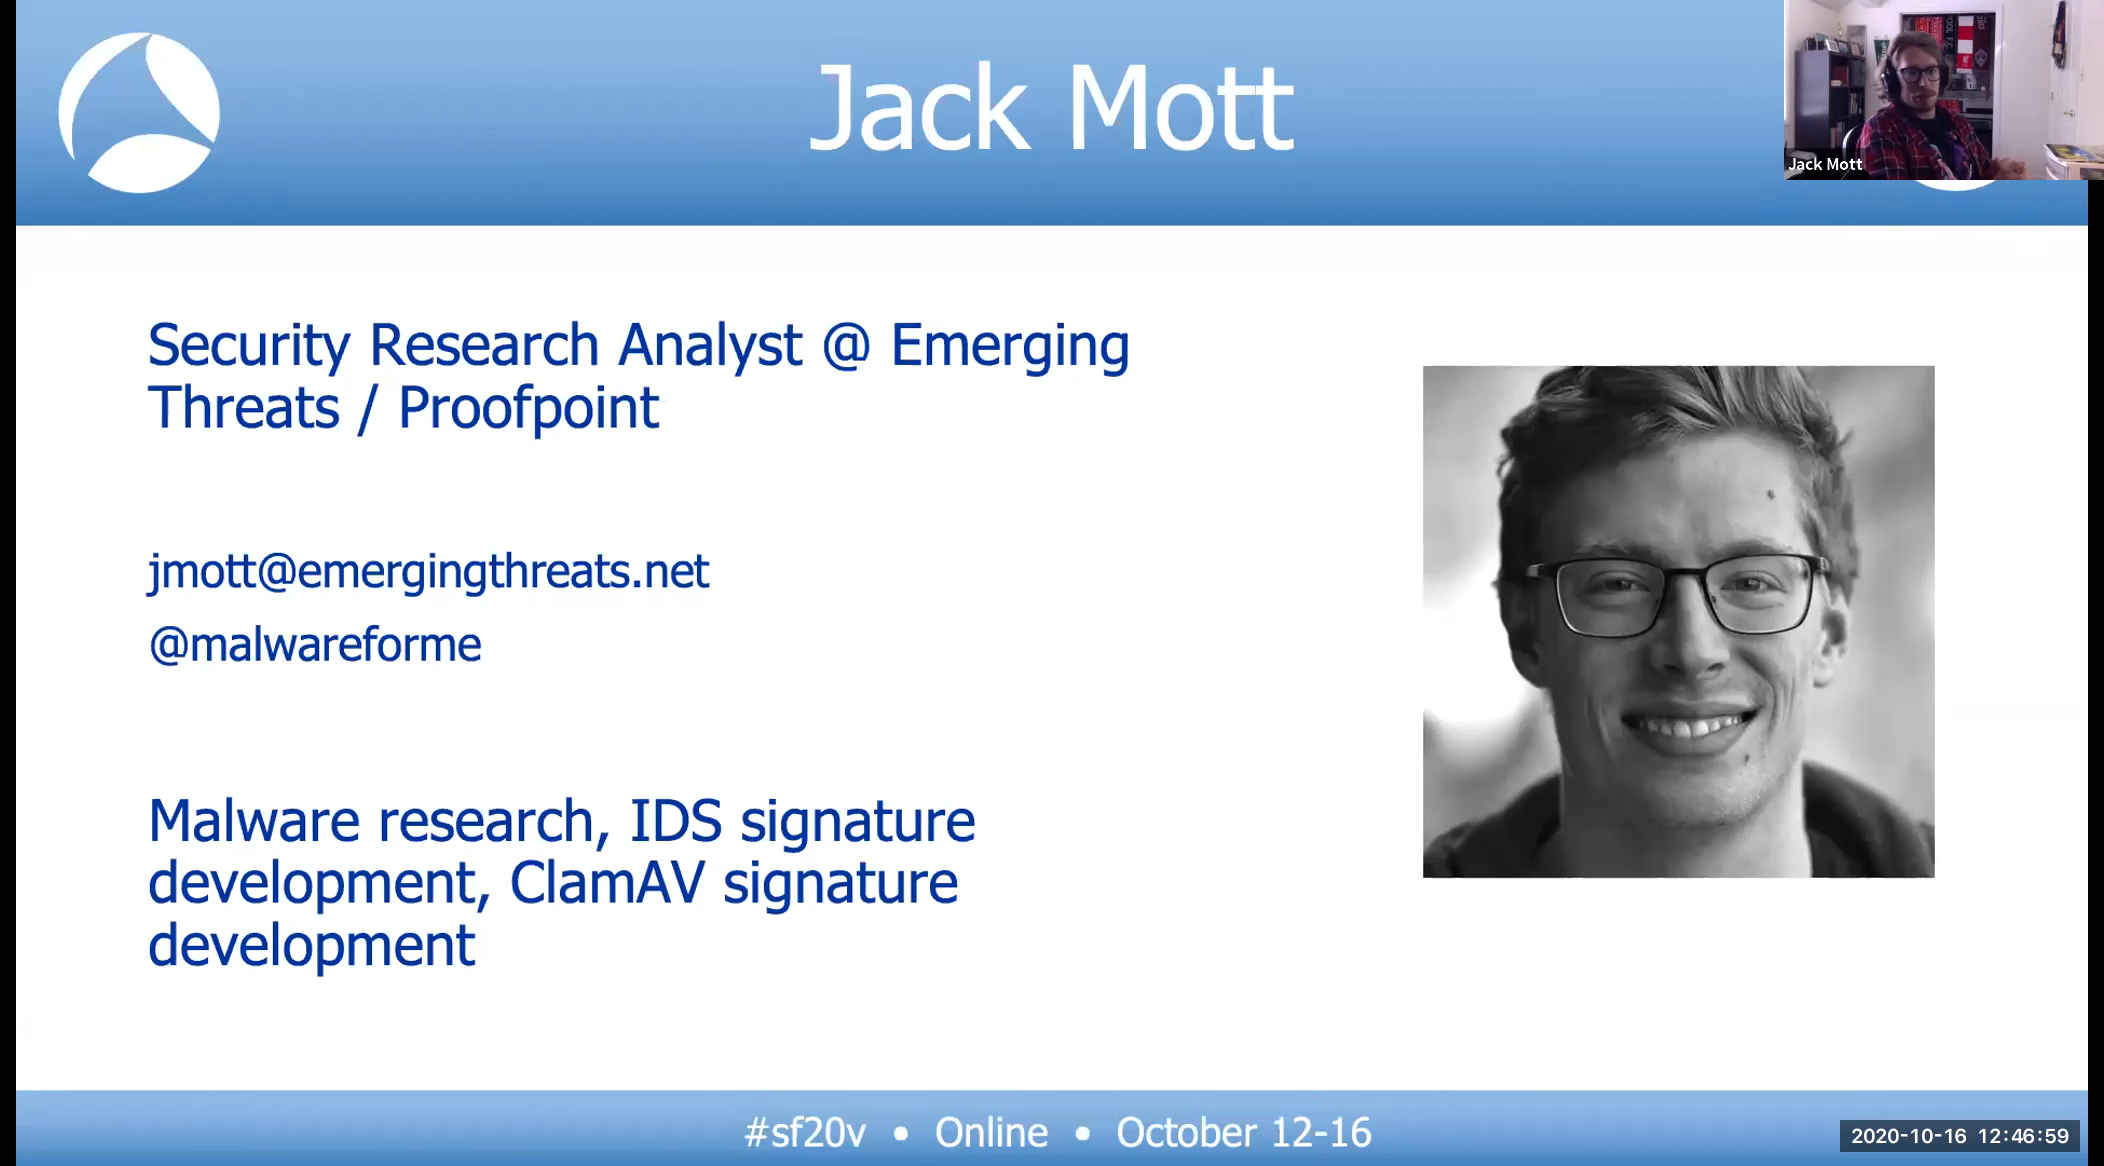 Jack Mott
Jack Mott
Security Research Analyst @ Emerging
Threats / Proofpoint
jmott@emergingthreats.net
@malwareforme
Malware research, IDS signature
development, ClamAV signature
development
#sf20v • Online • October 12-16
2020-10-16 12:46:59